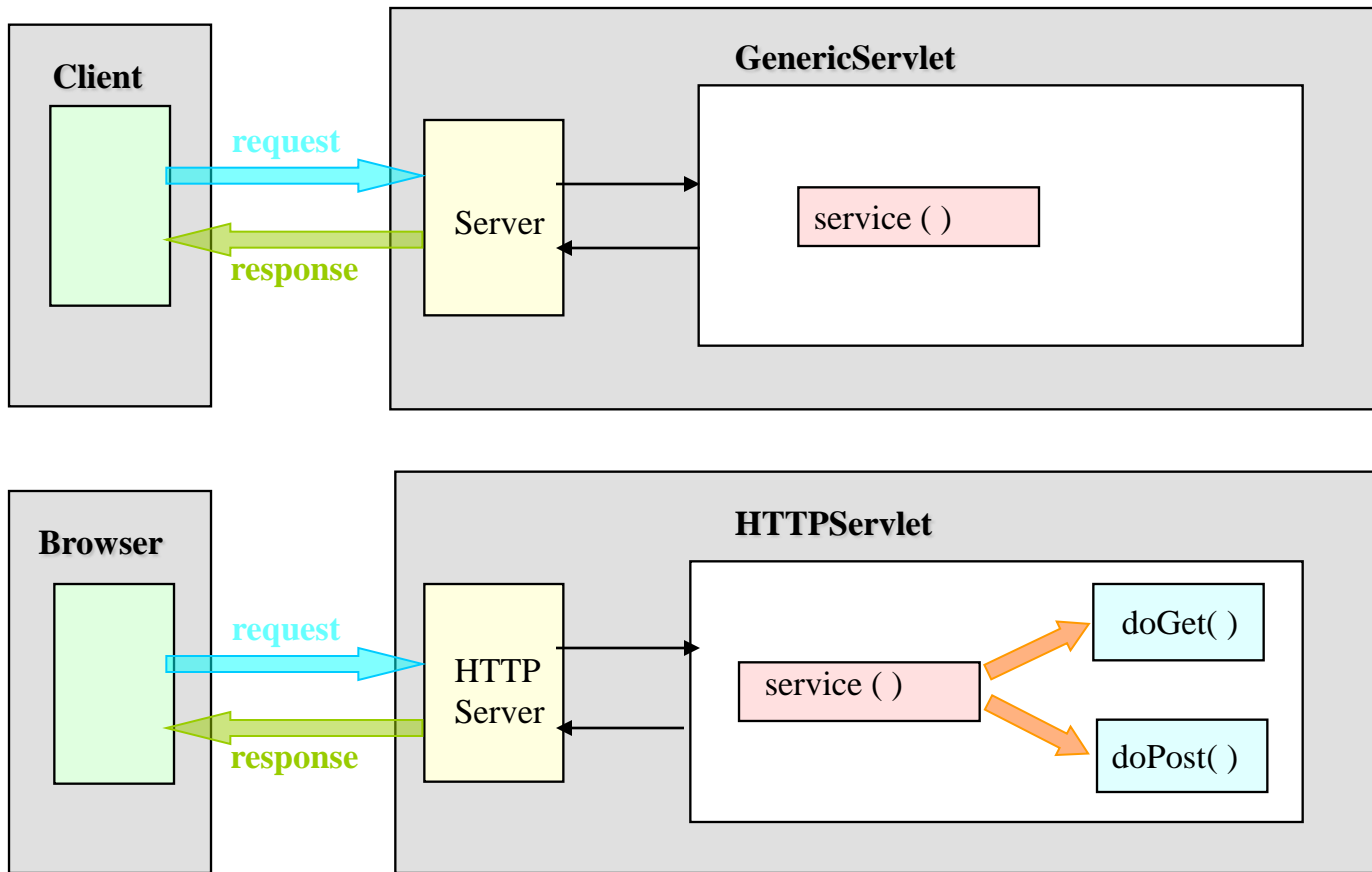 Client
GenericServlet
request
Server
service ( )
response
Browser
HTTPServlet
request
HTTP
Server
service ( )
doGet( )
doPost( )
response